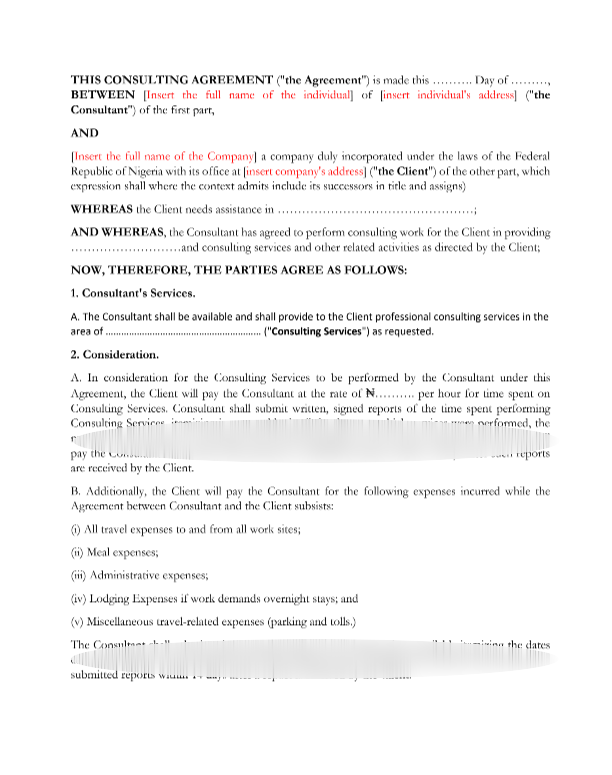 THIS CONSULTING AGREEMENT ("the Agreement") is made this .......... Day of .........,
BETWEEN [Insert the full name of the individual] of [insert individual's address] ("the
Consultant") of the first part,
AND
[Insert the full name of the Company] a company duly incorporated under the laws of the Federal
Republic of Nigeria with its office at [insert company's address] ("the Client") of the other part, which
expression shall where the context admits include its successors in title and assigns)
WHEREAS the Client needs assistance in ................................................;
AND WHEREAS, the Consultant has agreed to perform consulting work for the Client in providing
...........................and consulting services and other related activities as directed by the Client;
NOW, THEREFORE, THE PARTIES AGREE AS FOLLOWS:
1. Consultant's Services.
A. The Consultant shall be available and shall provide to the Client professional consulting services in the
area of ............................................................ ("Consulting Services") as requested.
2. Consideration.
A. In consideration for the Consulting Services to be performed by the Consultant under this
Agreement, the Client will pay the Consultant at the rate of ₦.......... per hour for time spent on
Consulting Services. Consultant shall submit written, signed reports of the time spent performing
Consulting Services, performed, the
pay the reports
are received by the Client.
B. Additionally, the Client will pay the Consultant for the following expenses incurred while the
Agreement between Consultant and the Client subsists:
(i) All travel expenses to and from all work sites;
(ii) Meal expenses;
(iii) Administrative expenses;
(iv) Lodging Expenses if work demands overnight stays; and
(v) Miscellaneous travel-related expenses (parking and tolls.)
The Consultant the dates
submitted reports within